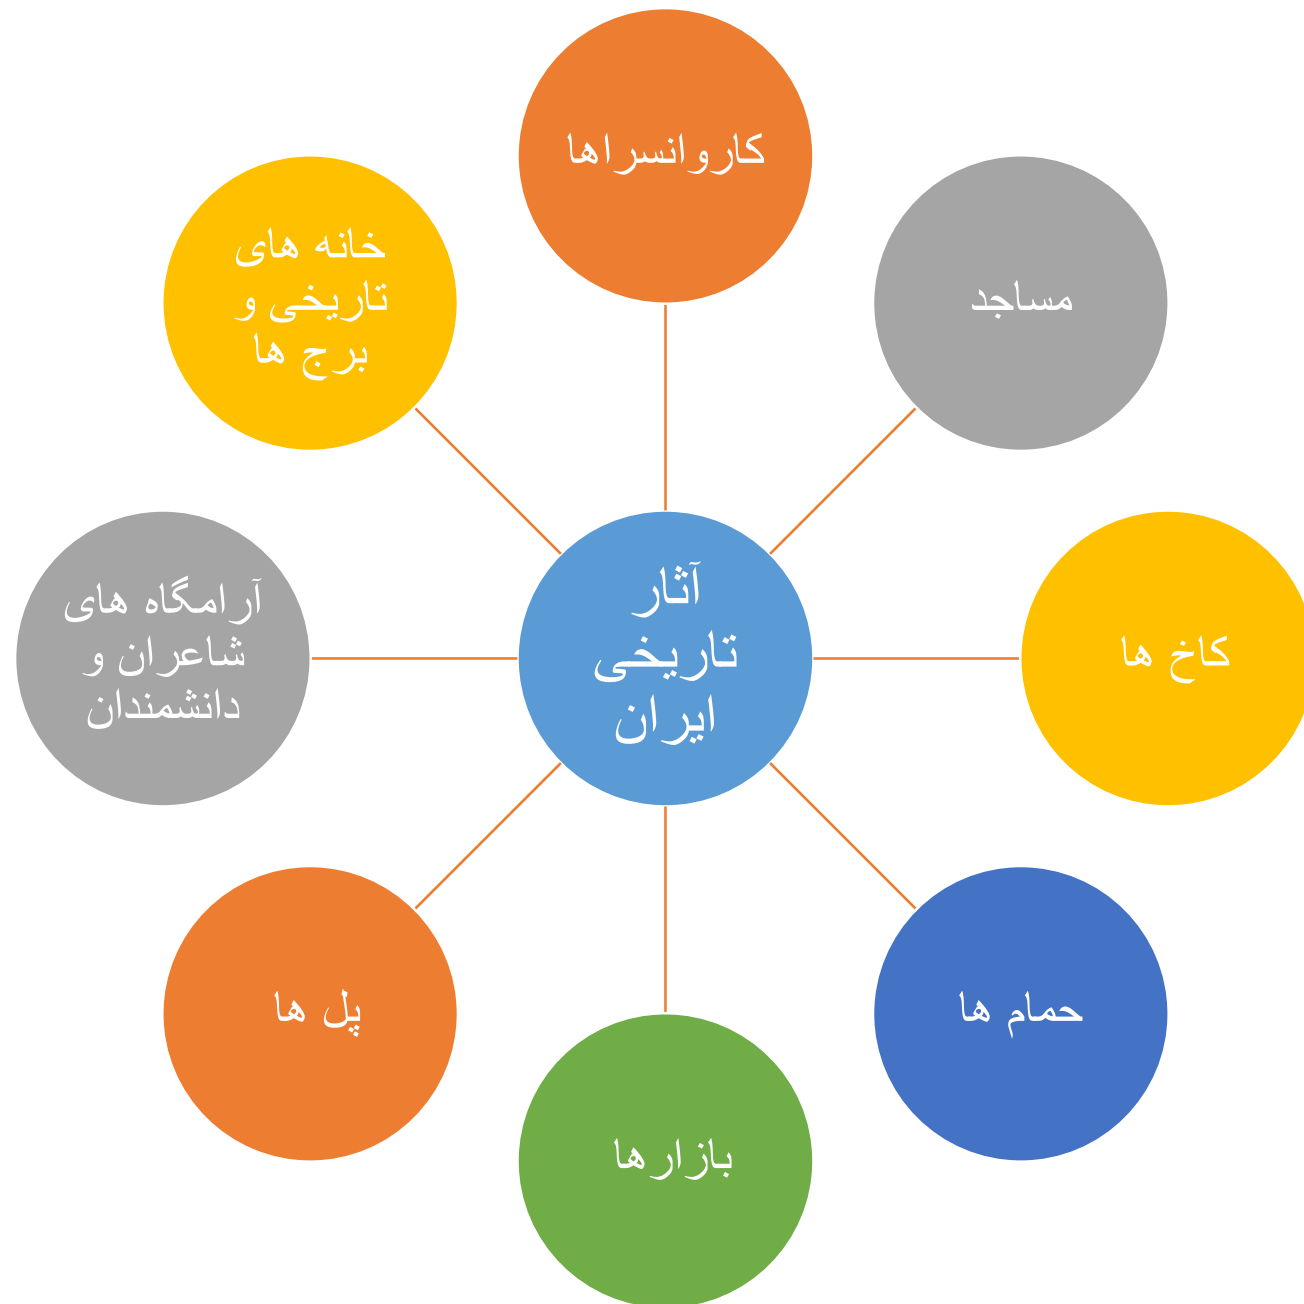 کاروانسراها
مساجد
کاخ ها
حمام ها
بازارها
پل ها
آرامگاه های
شاعران و
دانشمندان
خانه های
تاریخی و
برج ها
آثار
تاریخی
ایران